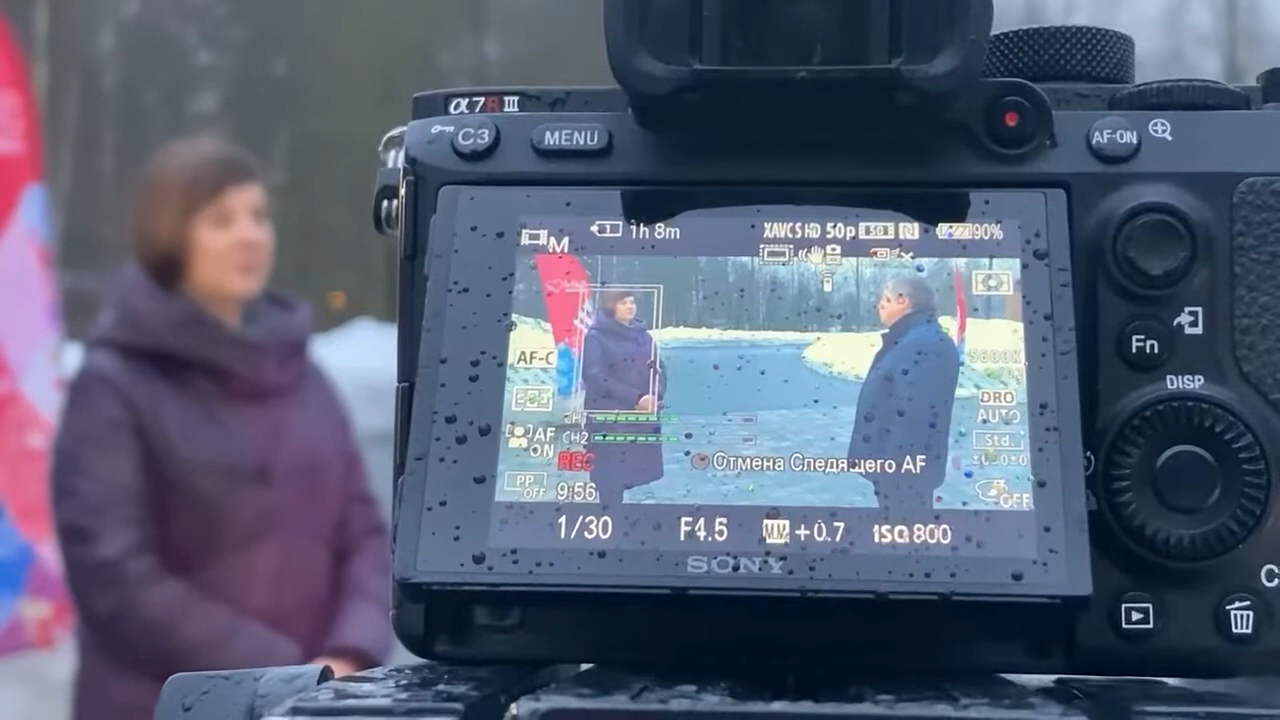 α7RIII
C3
MENU
AF-ON
1h 8m
XAVC S HD 50p
50
90%
M
AF-C
5600K
DRO
AUTO
AF
ON
CH1
CH2
Std.
REC
Отмена Следящего AF
PP
OFF
9:56
OFF
1/30
F4.5
M.M.
+0.7
ISO 800
SONY
Fn
DISP
C